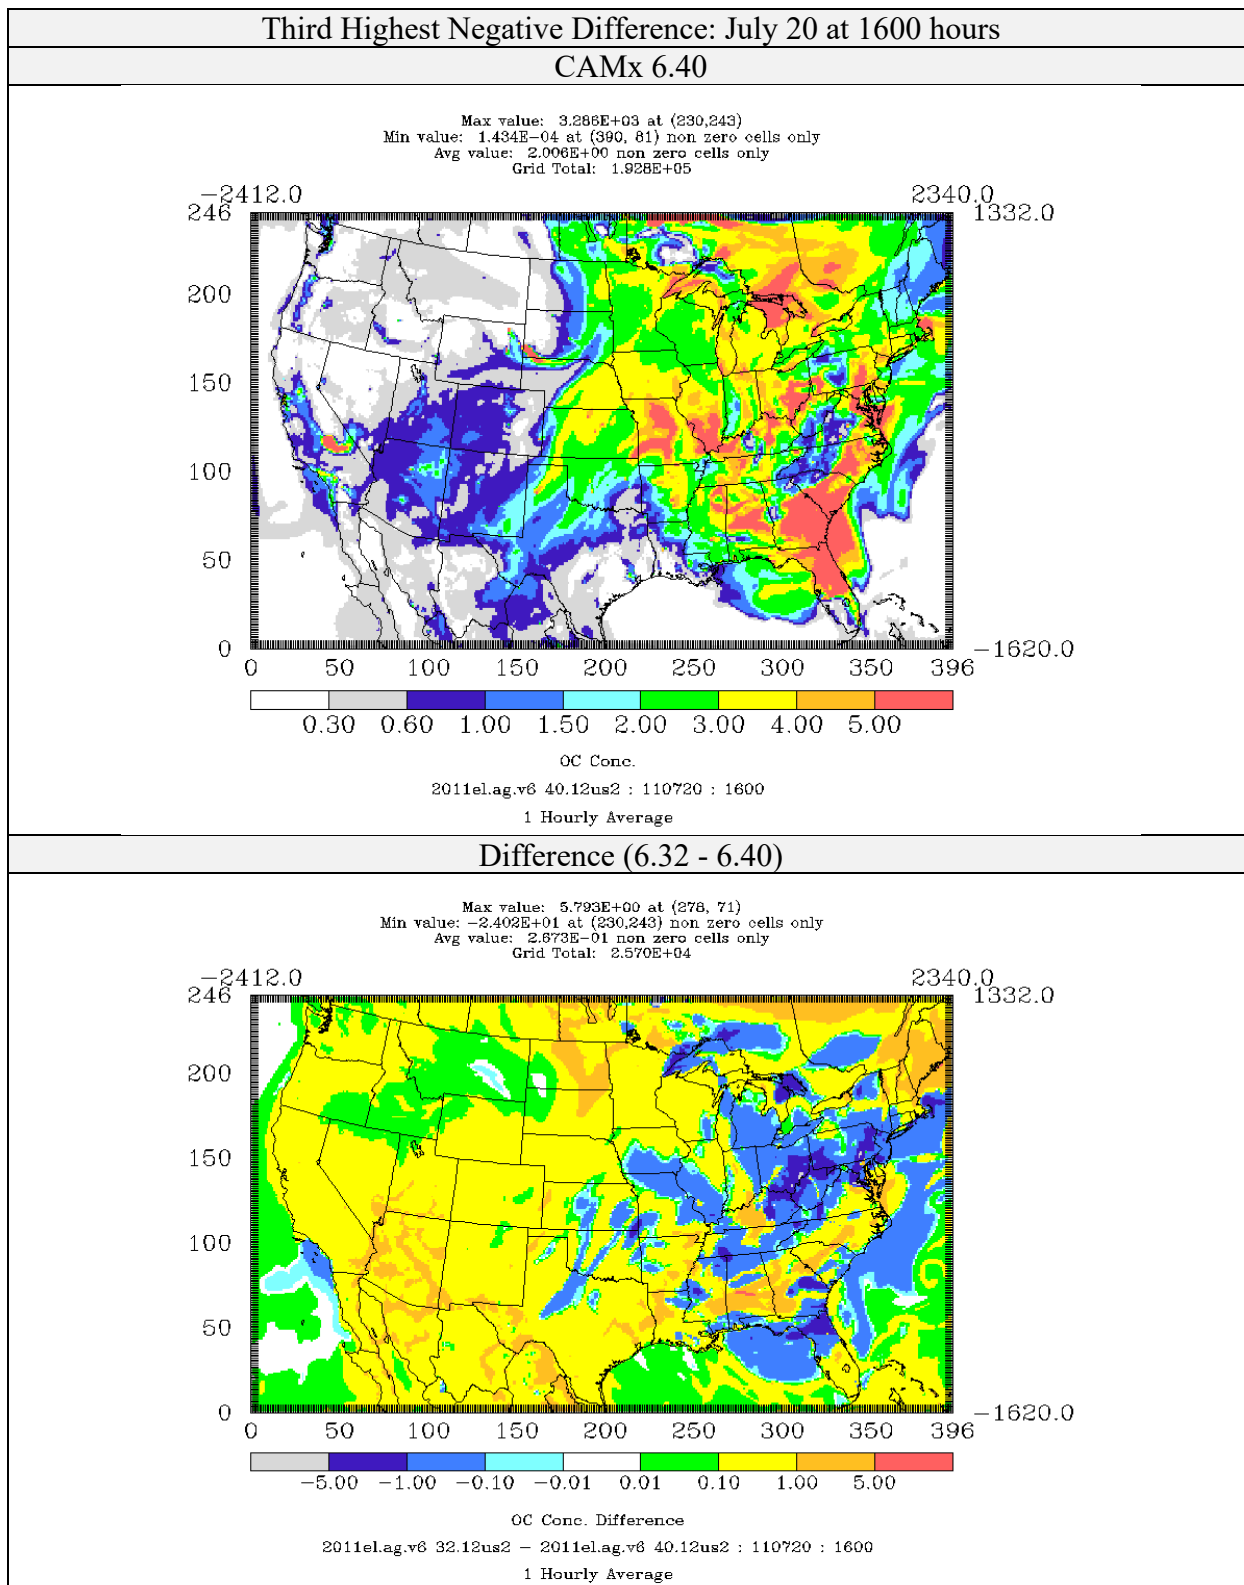 Third Highest Negative Difference: July 20 at 1600 hours
CAMx 6.40
Max value: 3.286E+03 at (230,243)
Min value: 1.434E−04 at (390, 81) non zero cells only
Avg value: 2.006E+00 non zero cells only
Grid Total: 1.928E+05
−2412.0 2340.0
246 1332.0
200
150
100
50
0 −1620.0
0 50 100 150 200 250 300 350 396
0.30 0.60 1.00 1.50 2.00 3.00 4.00 5.00
OC Conc.
2011el.ag.v6 40.12us2 : 110720 : 1600
1 Hourly Average
Difference (6.32 - 6.40)
Max value: 5.793E+00 at (278, 71)
Min value: −2.402E+01 at (230,243) non zero cells only
Avg value: 2.673E−01 non zero cells only
Grid Total: 2.570E+04
−2412.0 2340.0
246 1332.0
200
150
100
50
0 −1620.0
0 50 100 150 200 250 300 350 396
−5.00 −1.00 −0.10 −0.01 0.01 0.10 1.00 5.00
OC Conc. Difference
2011el.ag.v6 32.12us2 − 2011el.ag.v6 40.12us2 : 110720 : 1600
1 Hourly Average